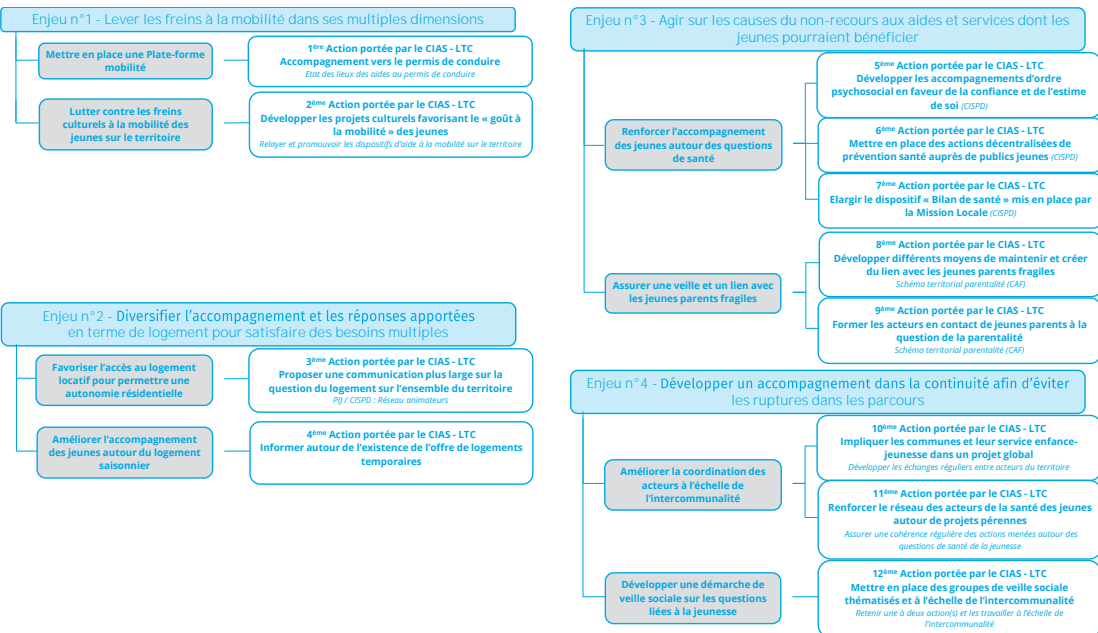 Enjeu n°1 - Lever les freins à la mobilité dans ses multiples dimensions
Mettre en place une Plate-forme
mobilité
1ère Action portée par le CIAS - LTC
Accompagnement vers le permis de conduire
Etat des lieux des aides au permis de conduire
Lutter contre les freins
culturels à la mobilité des
jeunes sur le territoire
2ème Action portée par le CIAS - LTC
Développer les projets culturels favorisant le « goût à
la mobilité » des jeunes
Relayer et promouvoir les dispositifs d'aide à la mobilité sur le territoire
Enjeu n°2 - Diversifier l'accompagnement et les réponses apportées
en terme de logement pour satisfaire des besoins multiples
Favoriser l'accès au logement
locatif pour permettre une
autonomie résidentielle
3ème Action portée par le CIAS - LTC
Proposer une communication plus large sur la
question du logement sur l'ensemble du territoire
PIJ / CISPD : Réseau animateurs
Améliorer l'accompagnement
des jeunes autour du logement
saisonnier
4ème Action portée par le CIAS - LTC
Informer autour de l'existence de l'offre de logements
temporaires
Enjeu n°3 - Agir sur les causes du non-recours aux aides et services dont les
jeunes pourraient bénéficier
Renforcer l'accompagnement
des jeunes autour des questions
de santé
5ème Action portée par le CIAS - LTC
Développer les accompagnements d'ordre
psychosocial en faveur de la confiance et de l'estime
de soi (CISPD)
6ème Action portée par le CIAS - LTC
Mettre en place des actions décentralisées de
prévention santé auprès de publics jeunes (CISPD)
7ème Action portée par le CIAS - LTC
Elargir le dispositif « Bilan de santé » mis en place par
la Mission Locale (CISPD)
Assurer une veille et un lien avec
les jeunes parents fragiles
8ème Action portée par le CIAS - LTC
Développer différents moyens de maintenir et créer
du lien avec les jeunes parents fragiles
Schéma territorial parentalité (CAF)
9ème Action portée par le CIAS - LTC
Former les acteurs en contact de jeunes parents à la
question de la parentalité
Schéma territorial parentalité (CAF)
Enjeu n°4 - Développer un accompagnement dans la continuité afin d'éviter
les ruptures dans les parcours
Améliorer la coordination des
acteurs à l'échelle de
l'intercommunalité
10ème Action portée par le CIAS - LTC
Impliquer les communes et leur service enfance-
jeunesse dans un projet global
Développer les échanges réguliers entre acteurs du territoire
11ème Action portée par le CIAS - LTC
Renforcer le réseau des acteurs de la santé des jeunes
autour de projets pérennes
Assurer une cohérence régulière des actions menées autour des
questions de santé de la jeunesse
Développer une démarche de
veille sociale sur les questions
liées à la jeunesse
12ème Action portée par le CIAS - LTC
Mettre en place des groupes de veille sociale
thématisés et à l'échelle de l'intercommunalité
Retenir une à deux action(s) et les travailler à l'échelle de
l'intercommunalité